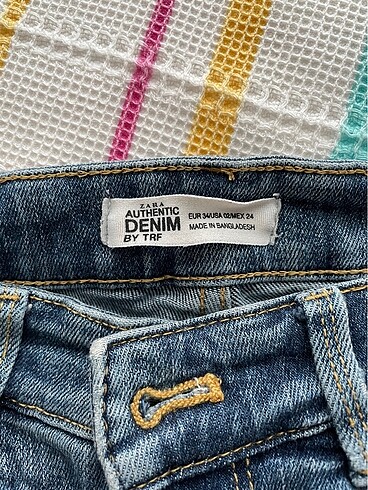 ZARA
AUTHENTIC
DENIM
BY TRF
EUR 34/USA 02/MEX 24
MADE IN BANGLADESH